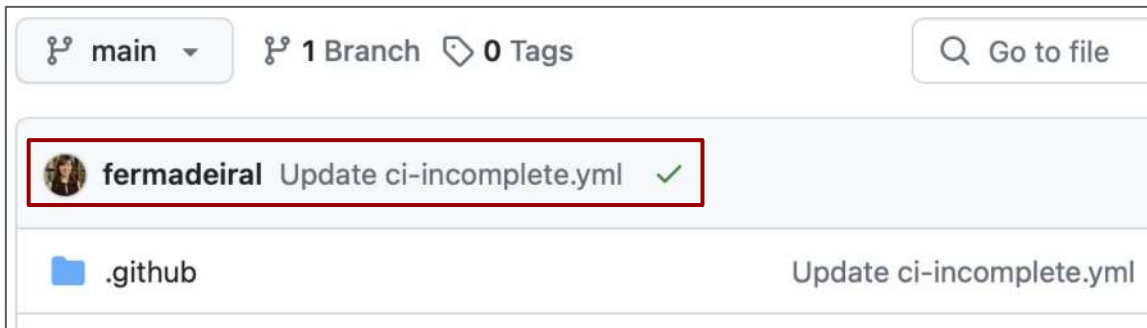 main 1 Branch 0 Tags Go to file
fermadeiral Update ci-incomplete.yml
.github Update ci-incomplete.yml